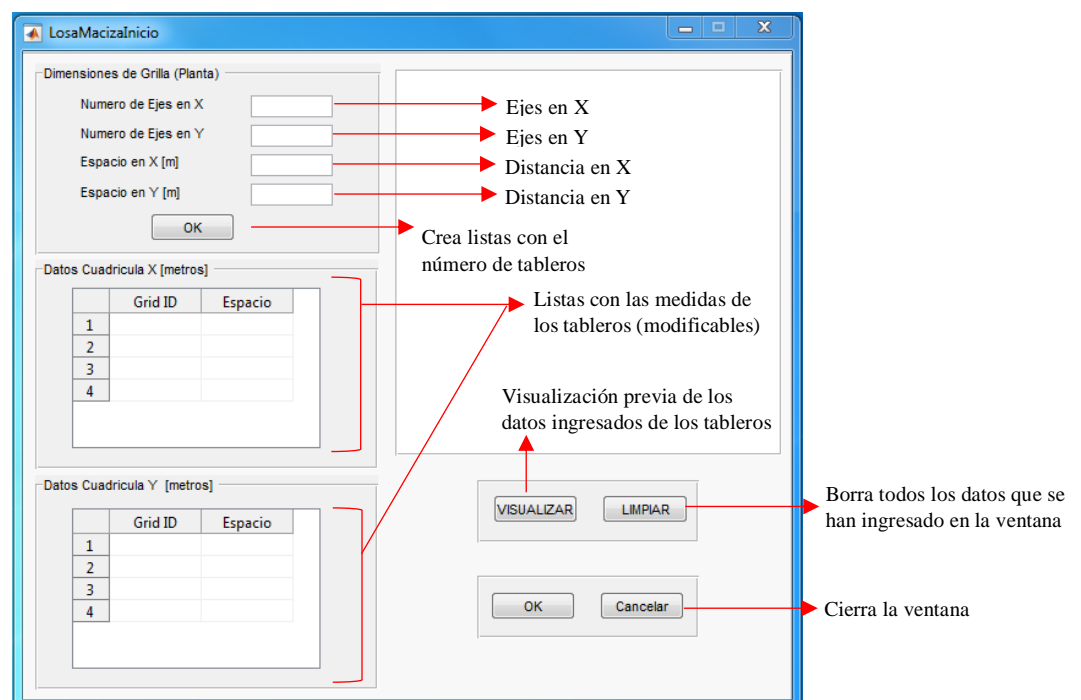 LosaMacizaInicio
Dimensiones de Grilla (Planta)
Numero de Ejes en X
Ejes en X
Numero de Ejes en Y
Ejes en Y
Espacio en X [m]
Distancia en X
Espacio en Y [m]
Distancia en Y
OK
Crea listas con el
número de tableros
Datos Cuadricula X [metros]
Grid ID Espacio
1
2
3
4
Listas con las medidas de
los tableros (modificables)
Visualización previa de los
datos ingresados de los tableros
Datos Cuadricula Y [metros]
Grid ID Espacio
1
2
3
4
VISUALIZAR LIMPIAR
Borra todos los datos que se
han ingresado en la ventana
OK Cancelar
Cierra la ventana